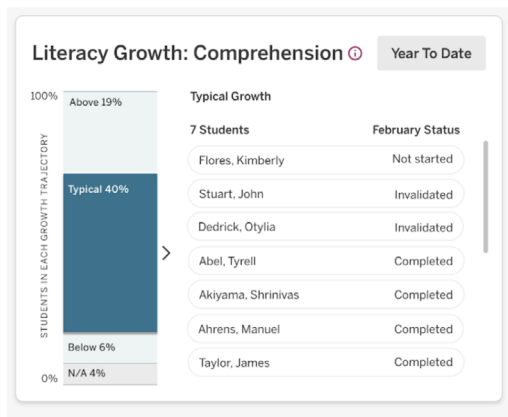 Literacy Growth: Comprehension
Year To Date
100%
Above 19%
Typical 40%
Below 6%
N/A 4%
0%
STUDENTS IN EACH GROWTH TRAJECTORY
Typical Growth
7 Students February Status
Flores, Kimberly Not started
Stuart, John Invalidated
Dedrick, Otylia Invalidated
Abel, Tyrell Completed
Akiyama, Shrinivas Completed
Ahrens, Manuel Completed
Taylor, James Completed